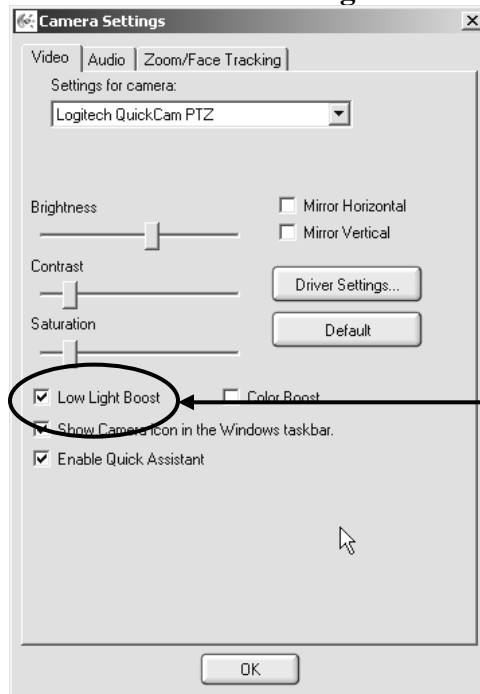 Camera Settings
Video Audio Zoom/Face Tracking
Settings for camera:
Logitech QuickCam PTZ
Brightness
Mirror Horizontal
Mirror Vertical
Contrast
Driver Settings...
Saturation
Default
Low Light Boost Color Boost
Show Camera icon in the Windows taskbar.
Enable Quick Assistant
OK